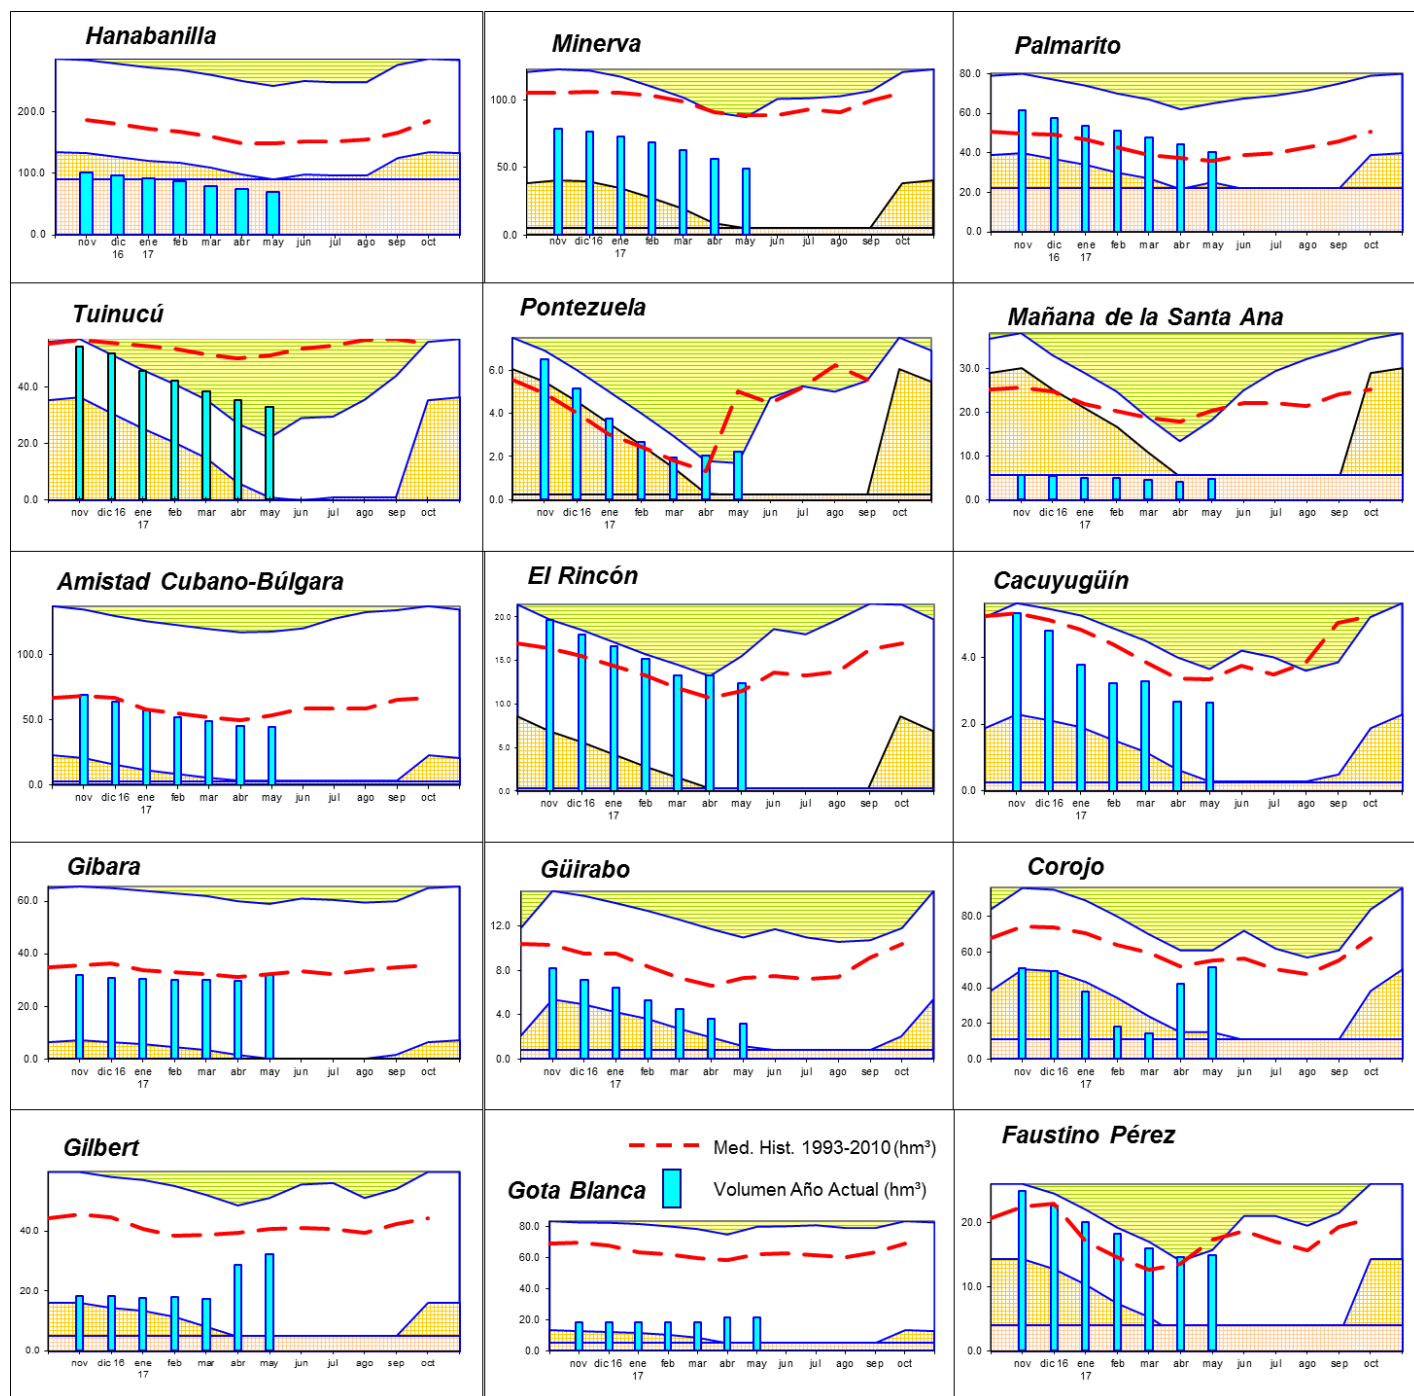 Hanabanilla
200.0
100.0
0.0
nov dic ene feb mar abr may jun jul ago sep oct
16 17
Minerva
100.0
50.0
0.0
nov dic 16 ene feb mar abr may jun jul ago sep oct
17
Palmarito
80.0
60.0
40.0
20.0
0.0
nov dic ene feb mar abr may jun jul ago sep oct
16 17
Tuinucú
40.0
20.0
0.0
nov dic 16 ene feb mar abr may jun jul ago sep oct
17
Pontezuela
6.0
4.0
2.0
0.0
nov dic 16 ene feb mar abr may jun jul ago sep oct
17
Mañana de la Santa Ana
30.0
20.0
10.0
0.0
nov dic 16 ene feb mar abr may jun jul ago sep oct
17
Amistad Cubano-Búlgara
100.0
50.0
0.0
nov dic 16 ene feb mar abr may jun jul ago sep oct
17
El Rincón
20.0
15.0
10.0
5.0
0.0
nov dic 16 ene feb mar abr may jun jul ago sep oct
17
Cacuyugüín
4.0
2.0
0.0
nov dic 16 ene feb mar abr may jun jul ago sep oct
17
Gibara
60.0
40.0
20.0
0.0
nov dic 16 ene feb mar abr may jun jul ago sep oct
17
Güirabo
12.0
8.0
4.0
0.0
nov dic 16 ene feb mar abr may jun jul ago sep oct
17
Corojo
80.0
60.0
40.0
20.0
0.0
nov dic 16 ene feb mar abr may jun jul ago sep oct
17
Gilbert
40.0
20.0
0.0
nov dic 16 ene feb mar abr may jun jul ago sep oct
17
Med. Hist. 1993-2010 (hm³)
Volumen Año Actual (hm³)
Gota Blanca
80.0
60.0
40.0
20.0
0.0
nov dic 16 ene feb mar abr may jun jul ago sep oct
17
Faustino Pérez
20.0
10.0
0.0
nov dic 16 ene feb mar abr may jun jul ago sep oct
17